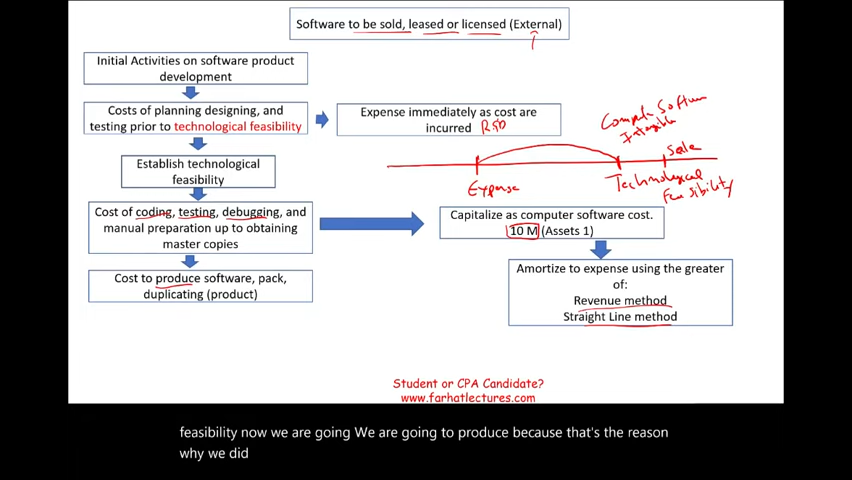 Software to be sold, leased or licensed (External)
Initial Activities on software product
development
Costs of planning designing, and
testing prior to technological feasibility
Expense immediately as cost are
incurred R&D
Establish technological
feasibility
Software
Intangible
Sale
Expense
Technological
Feasibility
Cost of coding, testing, debugging, and
manual preparation up to obtaining
master copies
Capitalize as computer software cost.
10 M (Assets 1)
Cost to produce software, pack,
duplicating (product)
Amortize to expense using the greater
of:
Revenue method
Straight Line method
Student or CPA Candidate?
www.farhatlectures.com
feasibility now we are going We are going to produce because that's the reason
why we did